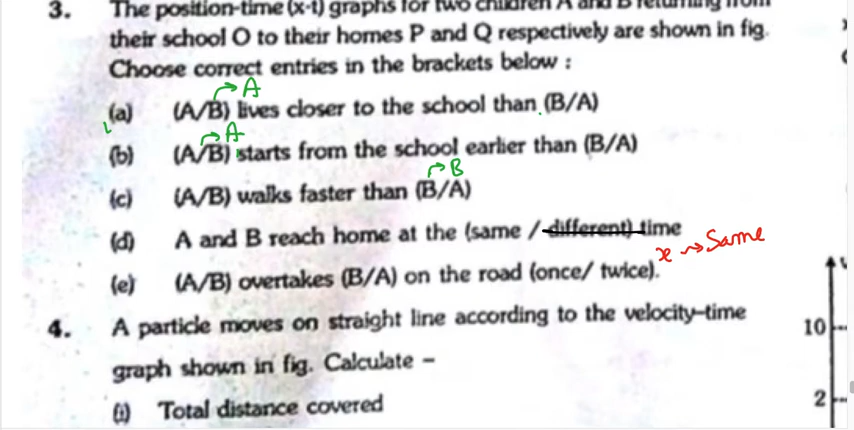 3. The position-time (x-t) graphs for two children A and B returning from
their school O to their homes P and Q respectively are shown in fig.
Choose correct entries in the brackets below :
A
(a) (A/B) lives closer to the school than (B/A)
A
(b) (A/B) starts from the school earlier than (B/A)
B
(c) (A/B) walks faster than (B/A)
(d) A and B reach home at the (same / different) time
x Same
(e) (A/B) overtakes (B/A) on the road (once/ twice).
4. A particle moves on straight line according to the velocity-time
10
graph shown in fig. Calculate –
2
(i) Total distance covered